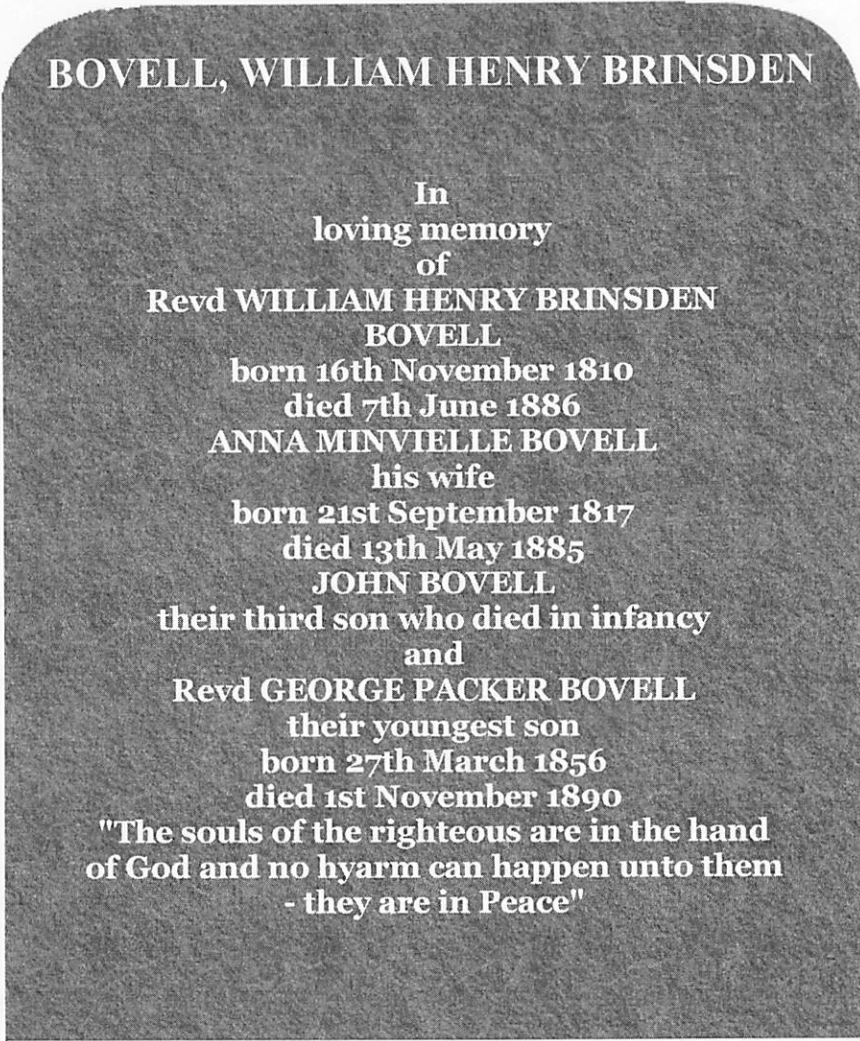 BOVELL, WILLIAM HENRY BRINSDEN
In
loving memory
of
Revd WILLIAM HENRY BRINSDEN
BOVELL
born 16th November 1810
died 7th June 1886
ANNA MINVIELLE BOVELL
his wife
born 21st September 1817
died 13th May 1885
JOHN BOVELL
their third son who died in infancy
and
Revd GEORGE PACKER BOVELL
their youngest son
born 27th March 1856
died 1st November 1890
"The souls of the righteous are in the hand
of God and no hyarm can happen unto them
- they are in Peace"